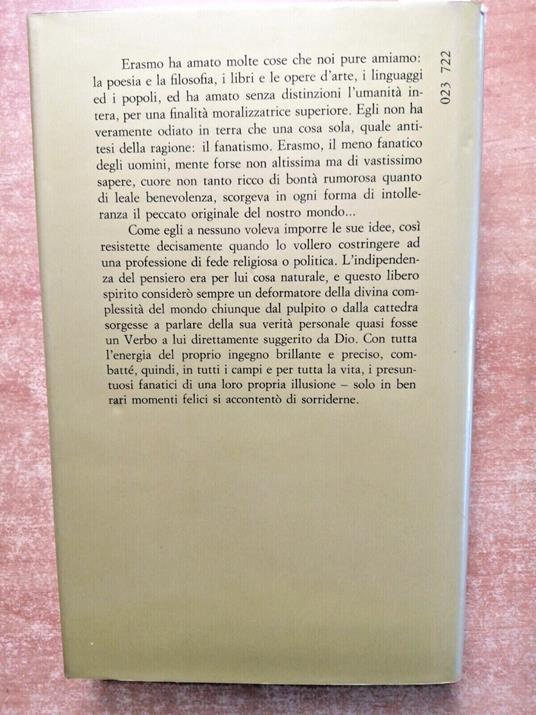 Erasmo ha amato molte cose che noi pure amiamo:
la poesia e la filosofia, i libri e le opere d'arte, i linguaggi
ed i popoli, ed ha amato senza distinzioni l'umanità in-
tera, per una finalità moralizzatrice superiore. Egli non ha
veramente odiato in terra che una cosa sola, quale anti-
tesi della ragione: il fanatismo. Erasmo, il meno fanatico
degli uomini, mente forse non altissima ma di vastissimo
sapere, cuore non tanto ricco di bontà rumorosa quanto
di leale benevolenza, scorgeva in ogni forma di intolle-
ranza il peccato originale del nostro mondo...
Come egli a nessuno voleva imporre le sue idee, così
resistette decisamente quando lo vollero costringere ad
una professione di fede religiosa o politica. L'indipenden-
za del pensiero era per lui cosa naturale, e questo libero
spirito considerò sempre un deformatore della divina com-
plessità del mondo chiunque dal pulpito o dalla cattedra
sorgesse a parlare della sua verità personale quasi fosse
un Verbo a lui direttamente suggerito da Dio. Con tutta
l'energia del proprio ingegno brillante e preciso, com-
batté, quindi, in tutti i campi e per tutta la vita, i presun-
tuosi fanatici di una loro propria illusione – solo in ben
rari momenti felici si accontentò di sorriderne.
023 722